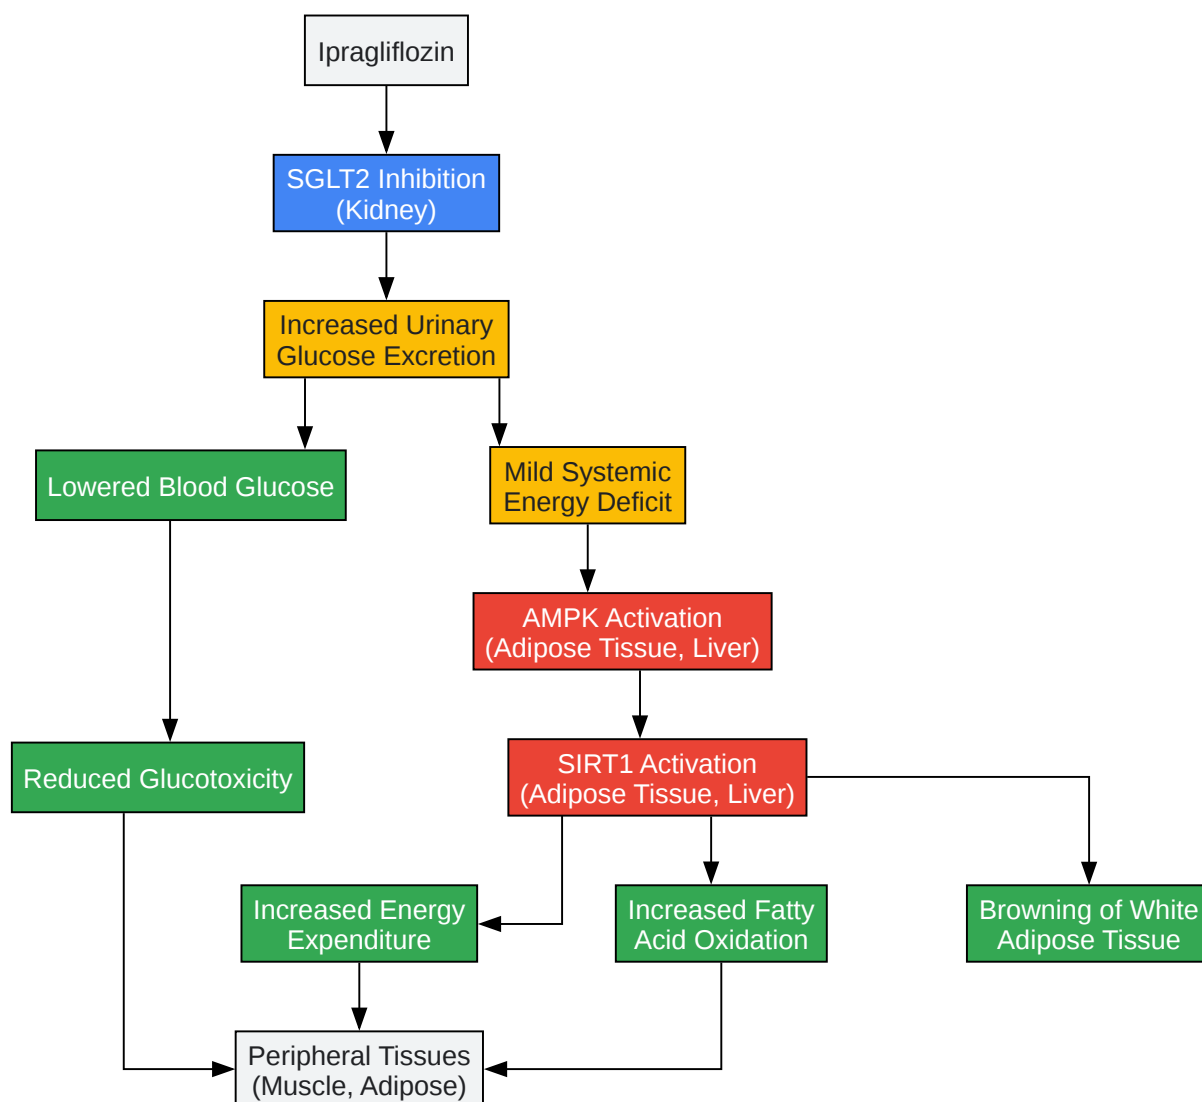 Ipragliflozin
SGLT2 Inhibition
(Kidney)
Increased Urinary
Glucose Excretion
Lowered Blood Glucose
Mild Systemic
Energy Deficit
AMPK Activation
(Adipose Tissue, Liver)
Reduced Glucotoxicity
SIRT1 Activation
(Adipose Tissue, Liver)
Increased Energy
Expenditure
Increased Fatty
Acid Oxidation
Browning of White
Adipose Tissue
Peripheral Tissues
(Muscle, Adipose)